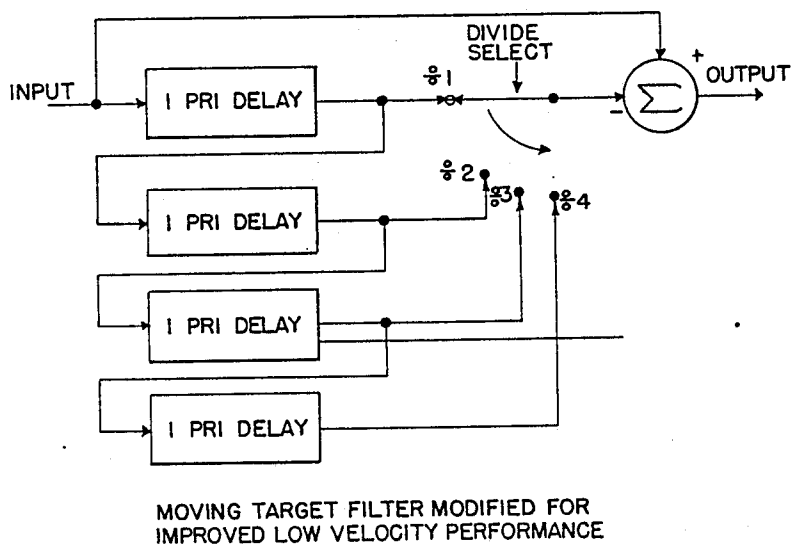 DIVIDE
SELECT
÷1
+
INPUT
1 PRI DELAY
Σ
OUTPUT
-
÷2
÷3
÷4
1 PRI DELAY
1 PRI DELAY
1 PRI DELAY
MOVING TARGET FILTER MODIFIED FOR
IMPROVED LOW VELOCITY PERFORMANCE